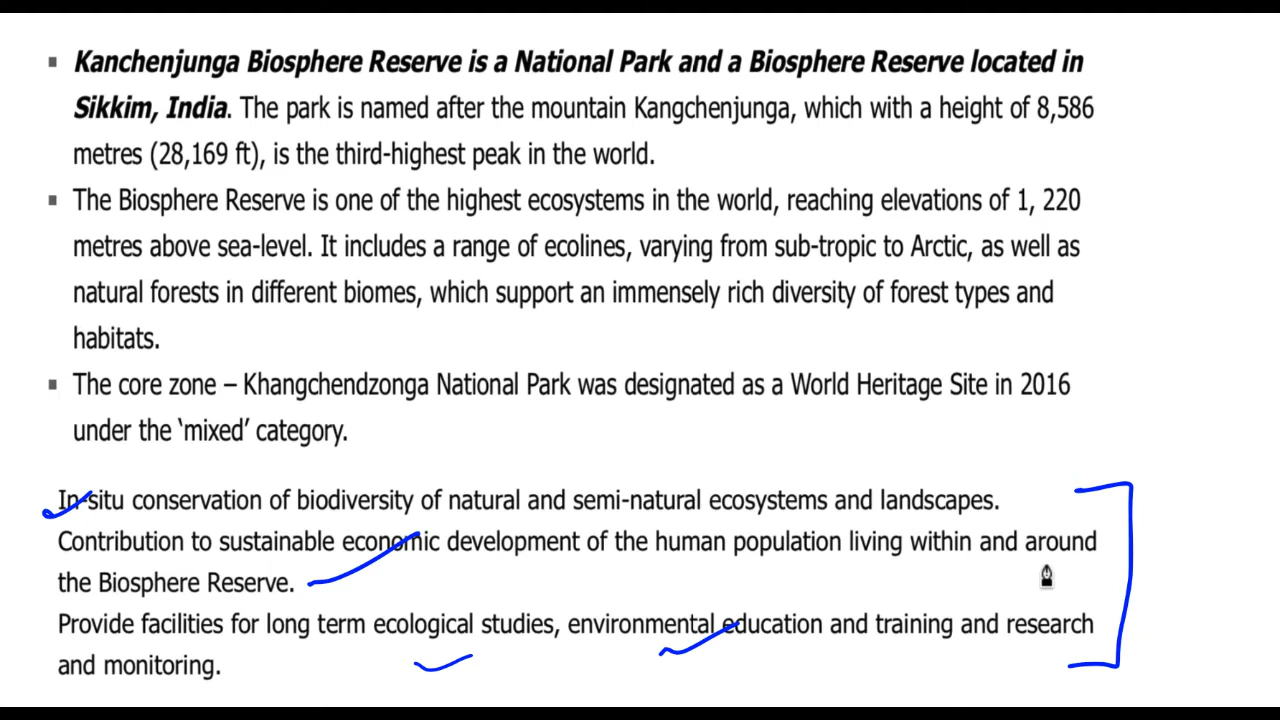 Kanchenjunga Biosphere Reserve is a National Park and a Biosphere Reserve located in
Sikkim, India. The park is named after the mountain Kangchenjunga, which with a height of 8,586
metres (28,169 ft), is the third-highest peak in the world.
The Biosphere Reserve is one of the highest ecosystems in the world, reaching elevations of 1, 220
metres above sea-level. It includes a range of ecolines, varying from sub-tropic to Arctic, as well as
natural forests in different biomes, which support an immensely rich diversity of forest types and
habitats.
The core zone – Khangchendzonga National Park was designated as a World Heritage Site in 2016
under the ‘mixed’ category.
In-situ conservation of biodiversity of natural and semi-natural ecosystems and landscapes.
Contribution to sustainable economic development of the human population living within and around
the Biosphere Reserve.
Provide facilities for long term ecological studies, environmental education and training and research
and monitoring.